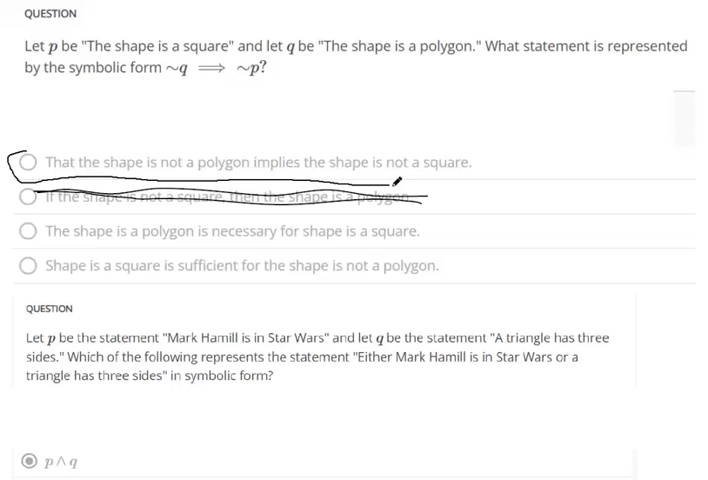 QUESTION
Let p be "The shape is a square" and let q be "The shape is a polygon." What statement is represented
by the symbolic form ~q ⟹ ~p?
That the shape is not a polygon implies the shape is not a square.
If the shape is not a square, then the shape is a polygon.
The shape is a polygon is necessary for shape is a square.
Shape is a square is sufficient for the shape is not a polygon.
QUESTION
Let p be the statement "Mark Hamill is in Star Wars" and let q be the statement "A triangle has three
sides." Which of the following represents the statement "Either Mark Hamill is in Star Wars or a
triangle has three sides" in symbolic form?
p∧q